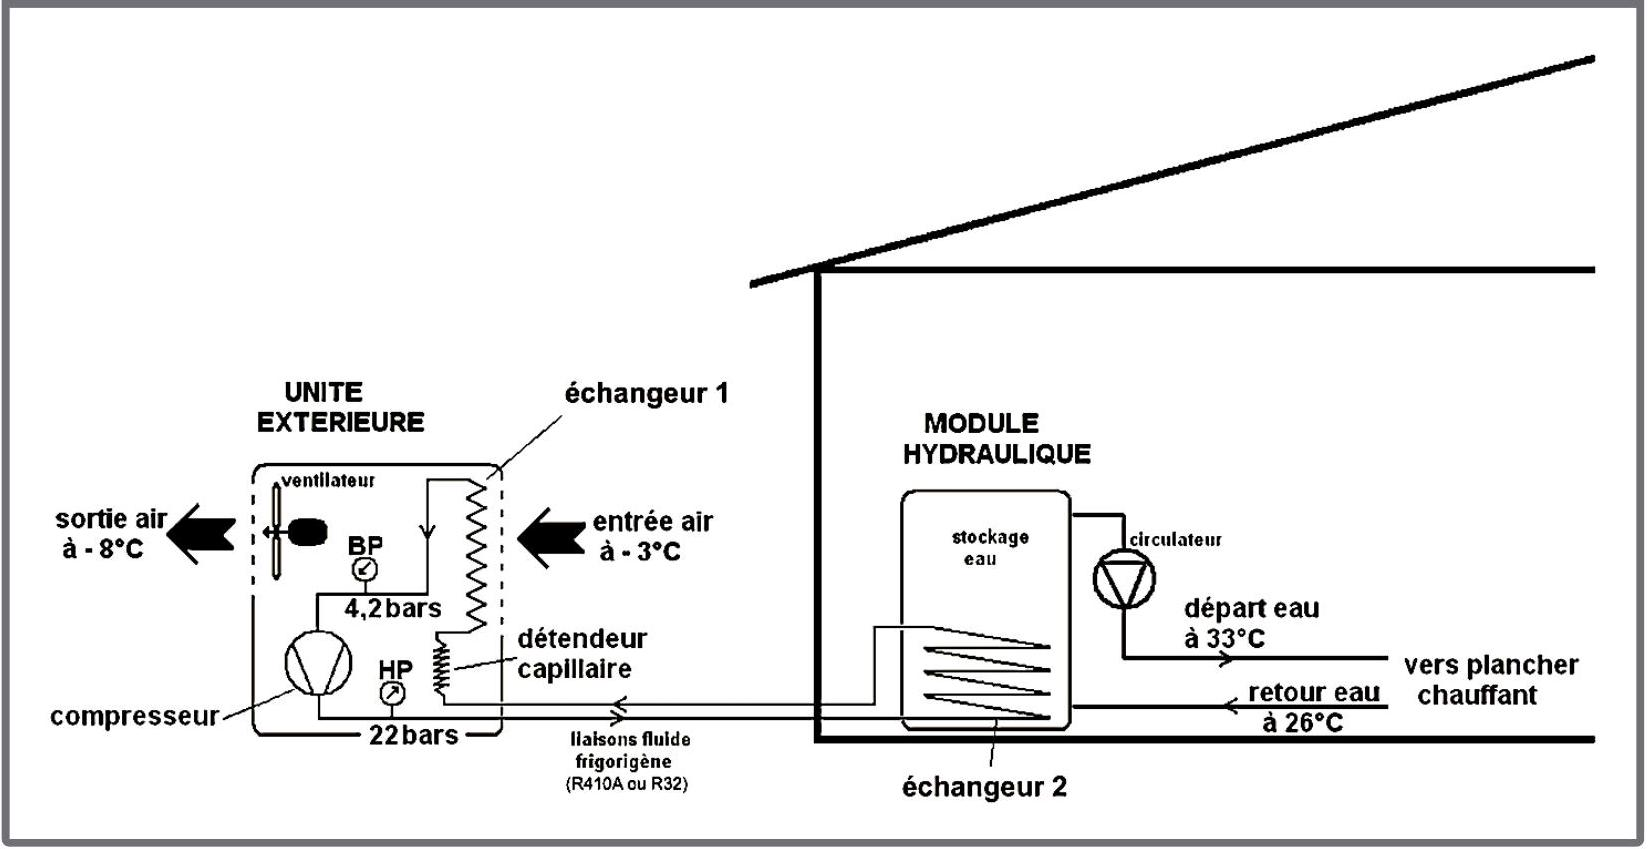 UNITE
EXTERIEURE
échangeur 1
ventilateur
sortie air
à - 8°C
entrée air
à - 3°C
BP
4,2 bars
HP
détendeur
capillaire
compresseur
22 bars
liaisons fluide
frigorigène
(R410A ou R32)
MODULE
HYDRAULIQUE
stockage
eau
circulateur
départ eau
à 33°C
vers plancher
chauffant
retour eau
à 26°C
échangeur 2